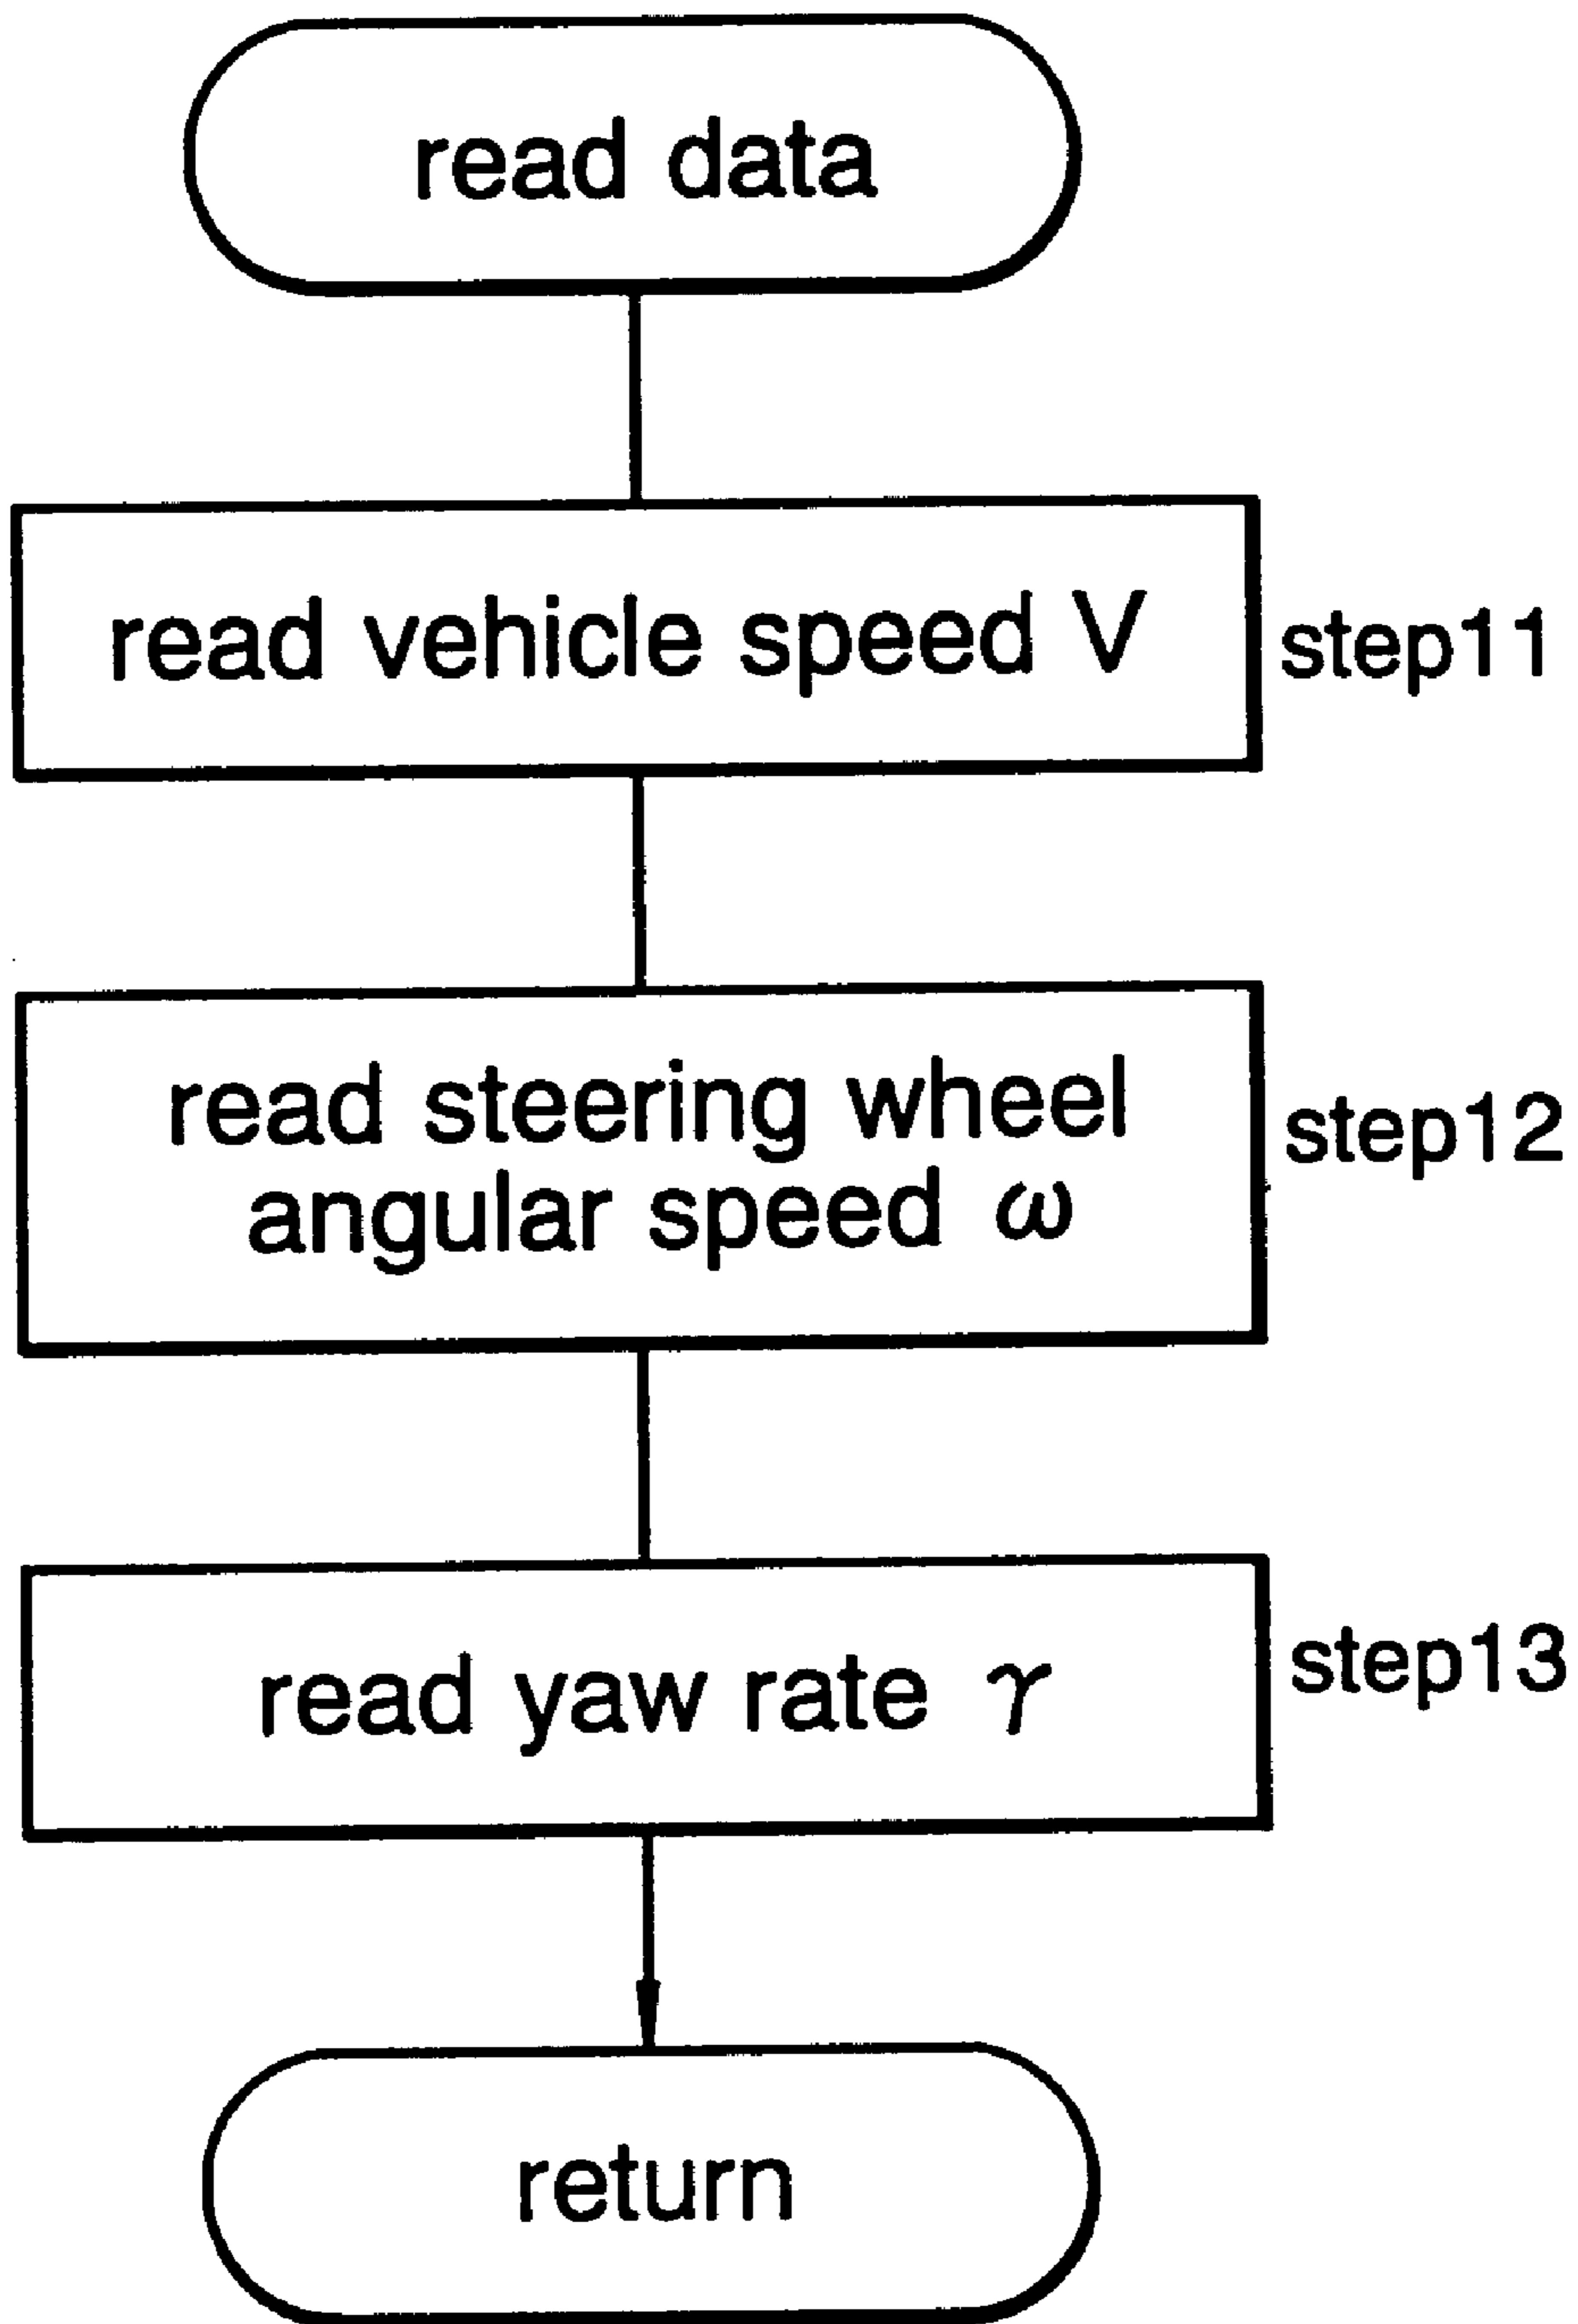 read data
read vehicle speed V
step11
read steering wheel
angular speed ω
step12
read yaw rate γ
step13
return